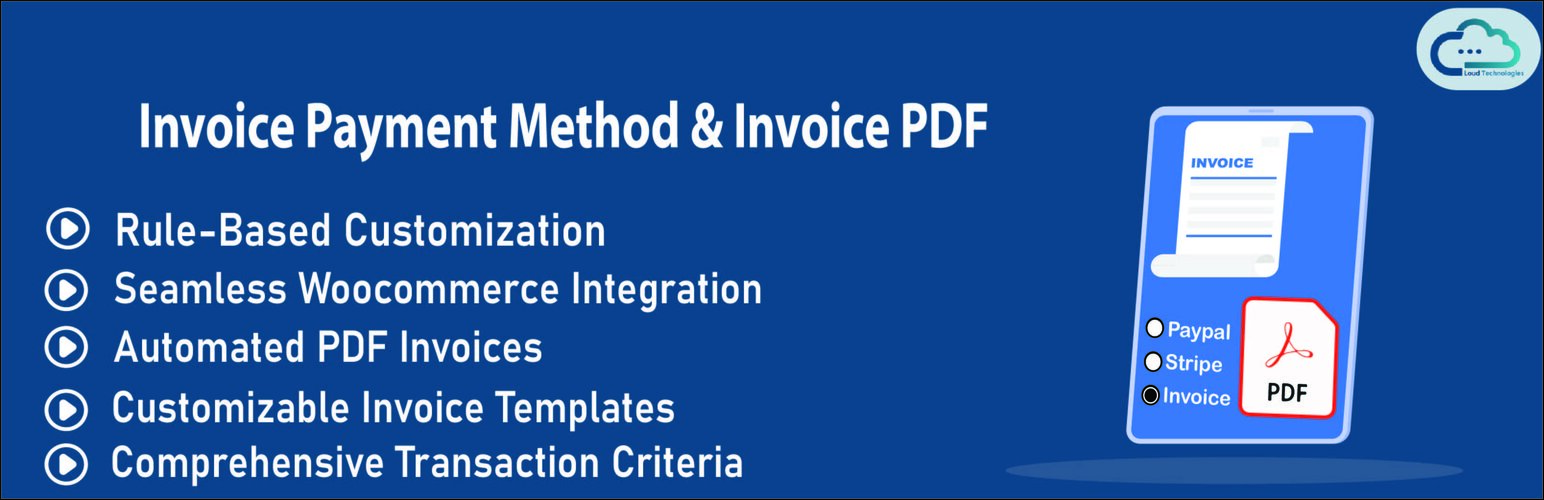 Loud Technologies
Invoice Payment Method & Invoice PDF
Rule-Based Customization
Seamless Woocommerce Integration
Automated PDF Invoices
Customizable Invoice Templates
Comprehensive Transaction Criteria
INVOICE
Paypal
Stripe
Invoice
PDF